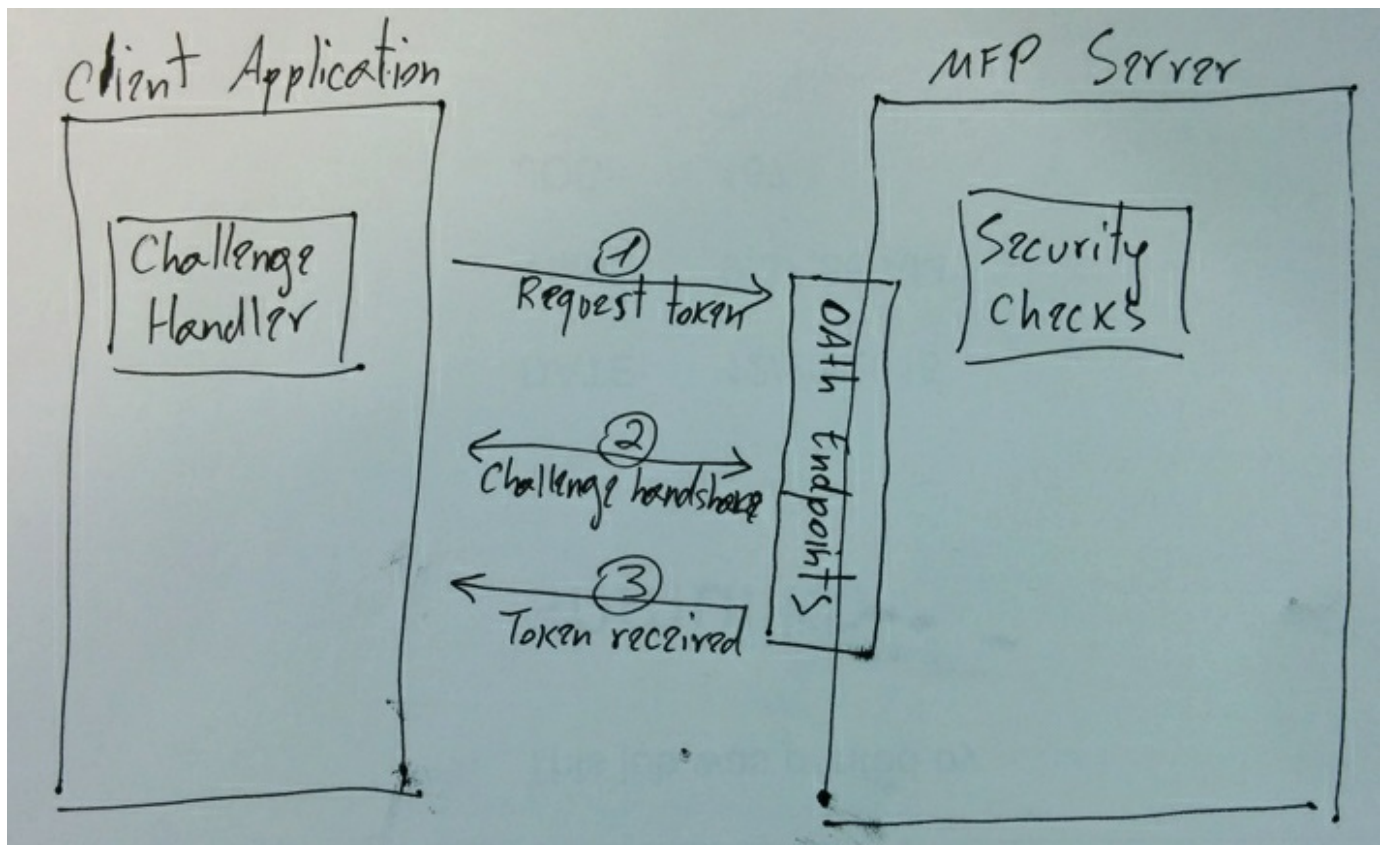 Client Application
MFP Server
Challenge
Handler
Security
Checks
1
Request token
OAth Endpoints
2
Challenge handshake
3
Token received